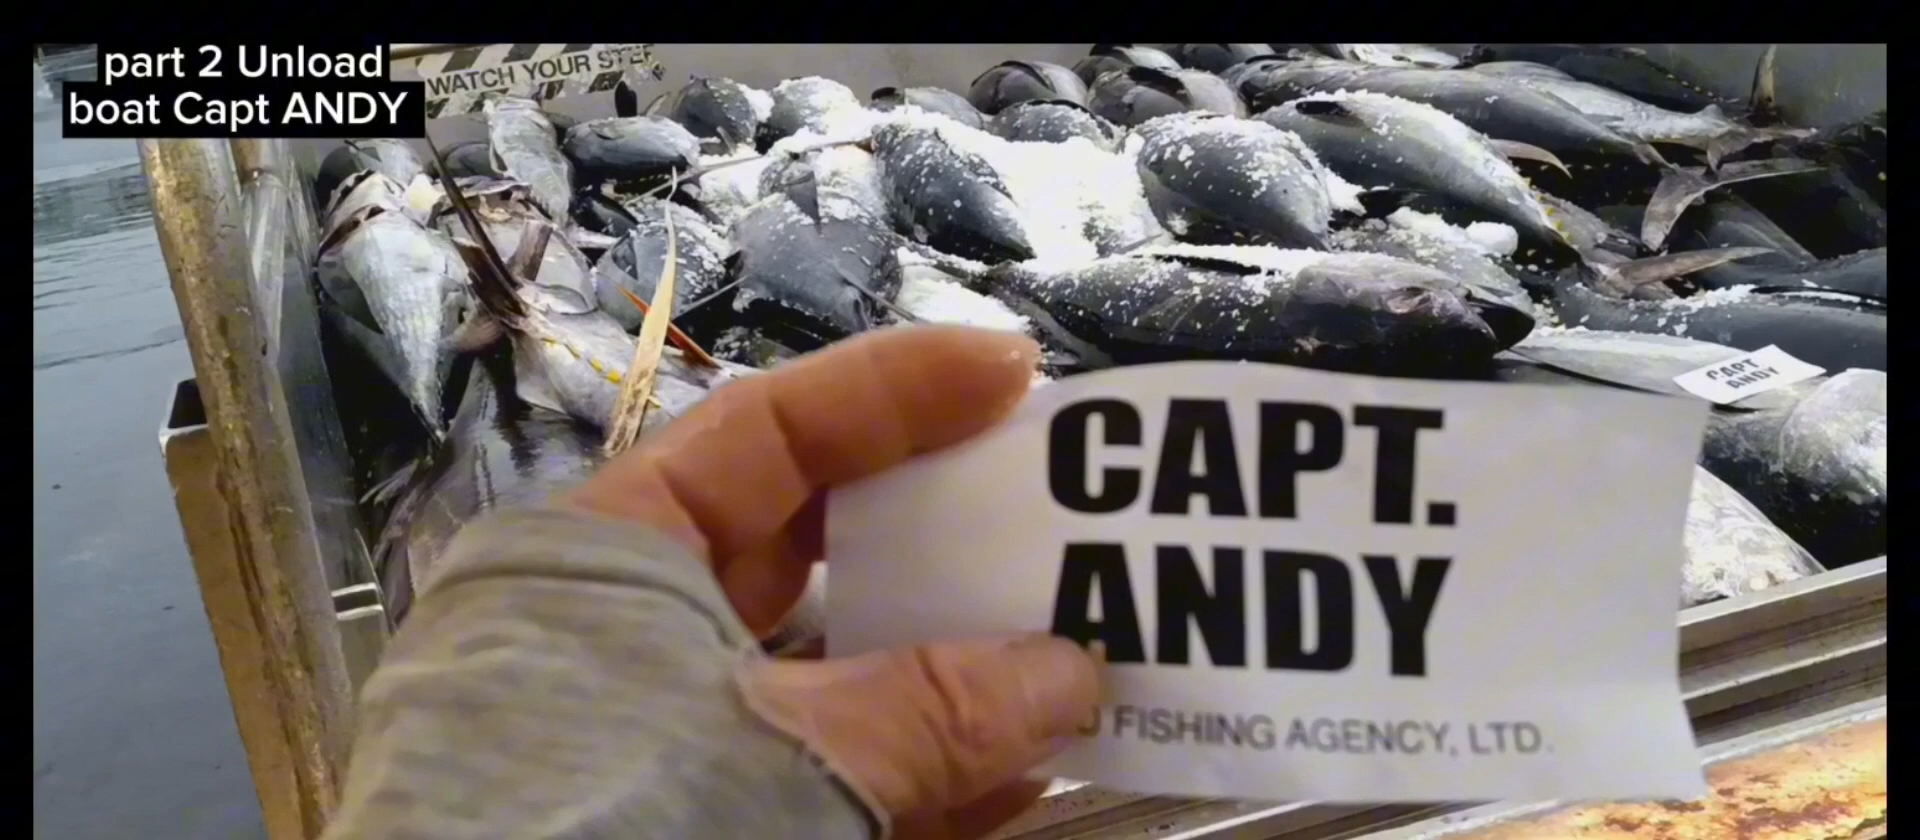 part 2 Unload
boat Capt ANDY
WATCH YOUR STEP
CAPT
ANDY
CAPT.
ANDY
FISHING AGENCY, LTD.